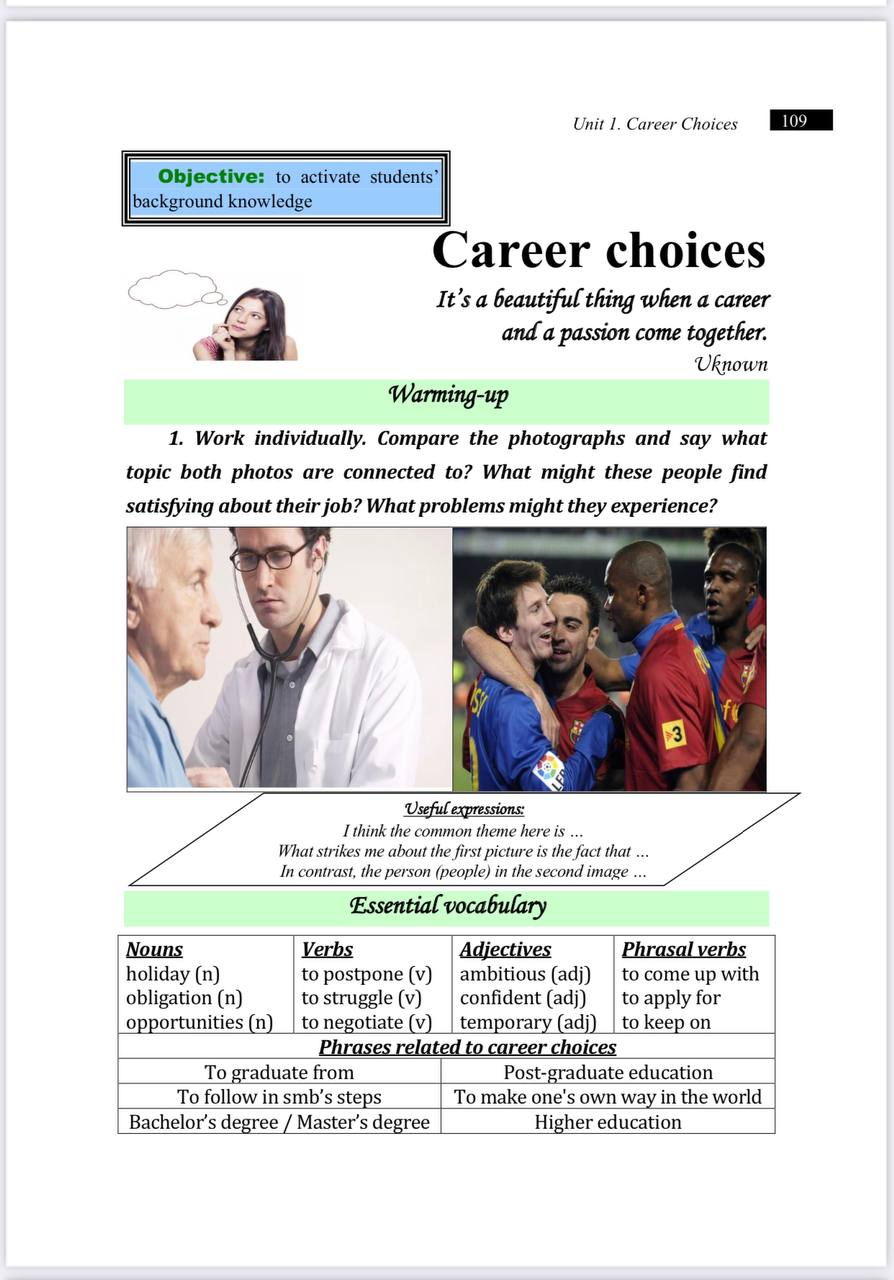 Unit 1. Career Choices 109
Objective: to activate students’
background knowledge
Career choices
It’s a beautiful thing when a career
and a passion come together.
Uknown
Warming-up
1. Work individually. Compare the photographs and say what
topic both photos are connected to? What might these people find
satisfying about their job? What problems might they experience?
3
Useful expressions:
I think the common theme here is …
What strikes me about the first picture is the fact that …
In contrast, the person (people) in the second image …
Essential vocabulary
Nouns Verbs Adjectives Phrasal verbs
holiday (n) to postpone (v) ambitious (adj) to come up with
obligation (n) to struggle (v) confident (adj) to apply for
opportunities (n) to negotiate (v) temporary (adj) to keep on
Phrases related to career choices
To graduate from Post-graduate education
To follow in smb’s steps To make one's own way in the world
Bachelor’s degree / Master’s degree Higher education